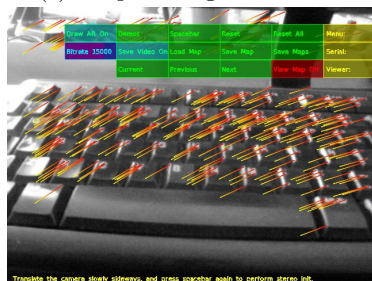 Draw AR On Demos Spacebar Reset Reset All Menu:
Bitrate 15000 Save Video On Load Map Save Map Save Maps Serial:
Current Previous Next View Map Off Viewer:
Translate the camera slowly sideways, and press spacebar again to perform stereo init.